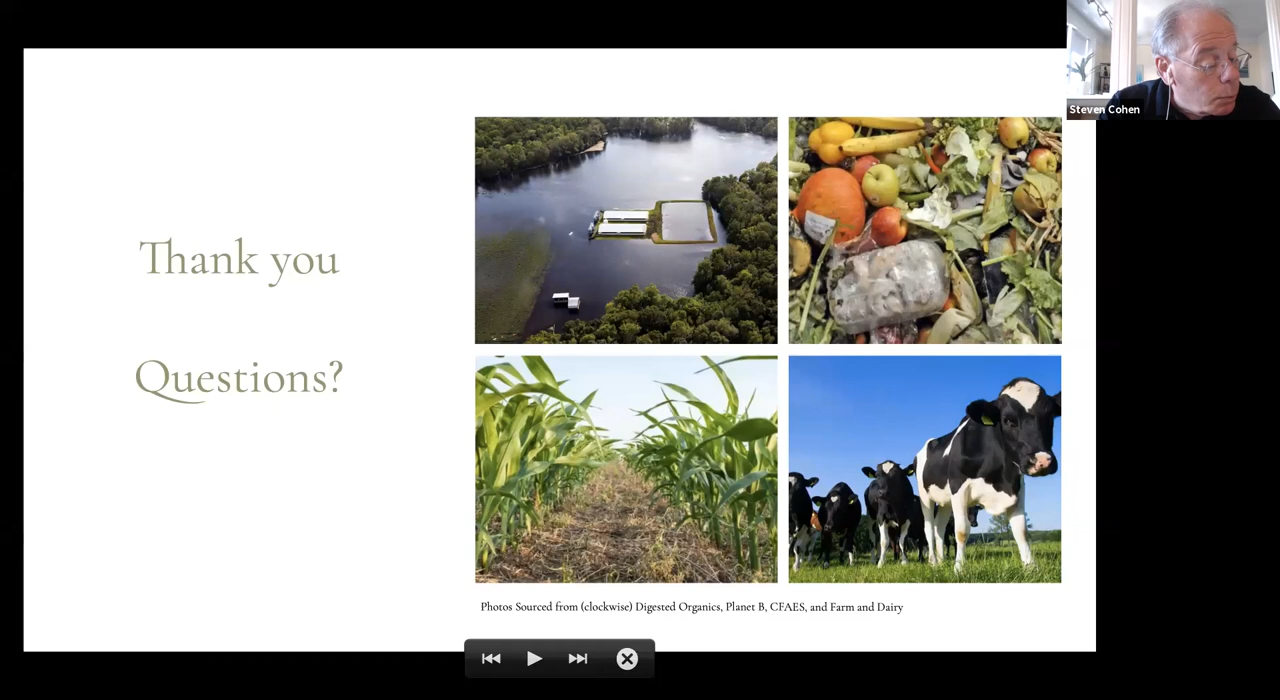 Steven Cohen
Thank you
Questions?
Photos Sourced from (clockwise) Digested Organics, Planet B, CFAES, and Farm and Dairy